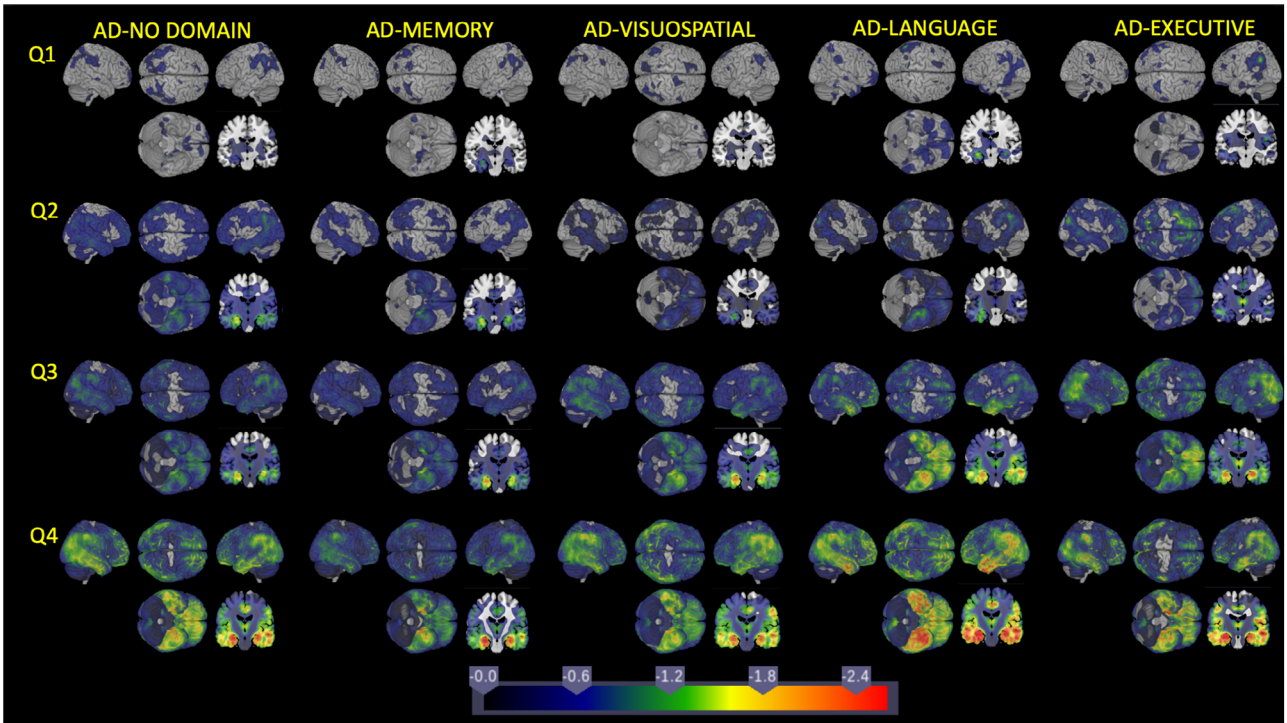 AD-NO DOMAIN AD-MEMORY AD-VISUOSPATIAL AD-LANGUAGE AD-EXECUTIVE
Q1
Q2
Q3
Q4
-0.0 -0.6 -1.2 -1.8 -2.4